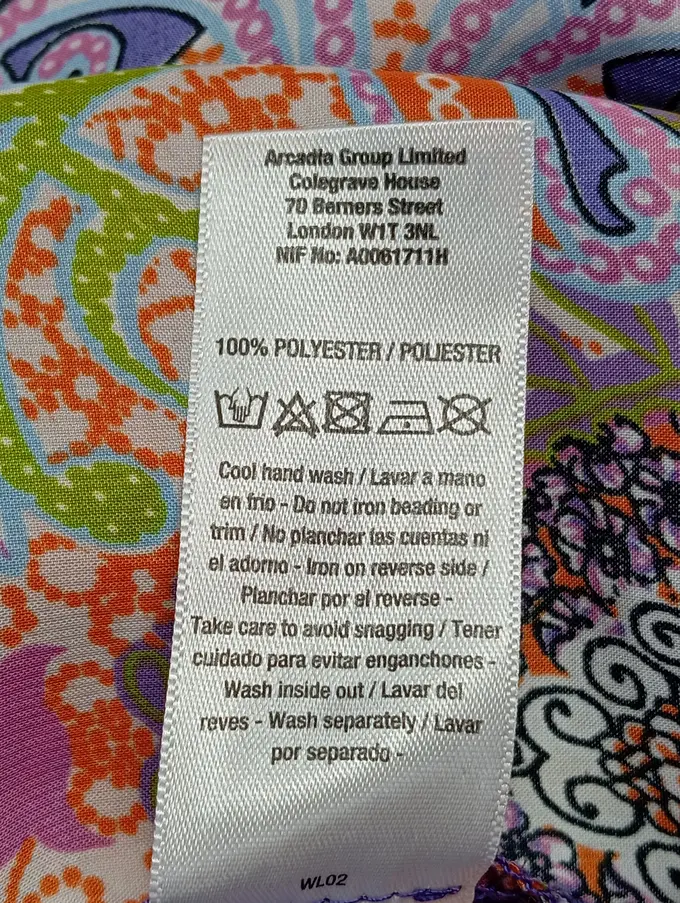 Arcadia Group Limited
Colegrave House
70 Berners Street
London W1T 3NL
NIF No: A0061711H
100% POLYESTER / POLIESTER
Cool hand wash / Lavar a mano
en frio - Do not iron beading or
trim / No planchar las cuentas ni
el adorno - Iron on reverse side /
Planchar por el reverse -
Take care to avoid snagging / Tener
cuidado para evitar enganchones -
Wash inside out / Lavar del
reves - Wash separately / Lavar
por separado -
WL02